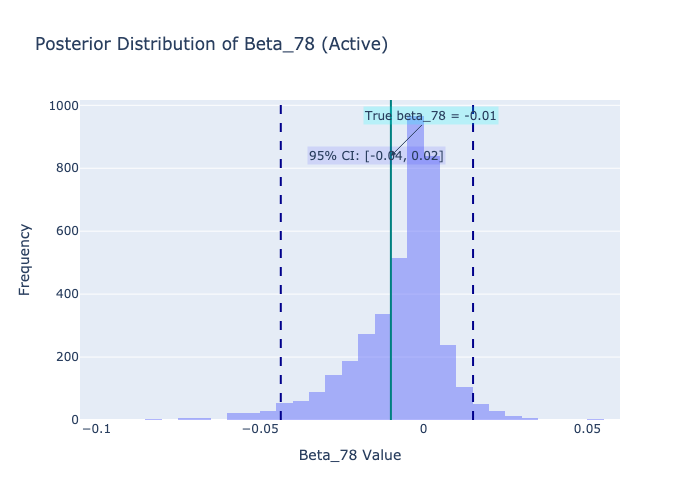 Posterior Distribution of Beta_78 (Active)
True beta_78 = -0.01
95% CI: [-0.04, 0.02]
Frequency
1000
800
600
400
200
0
−0.1
−0.05
0
0.05
Beta_78 Value